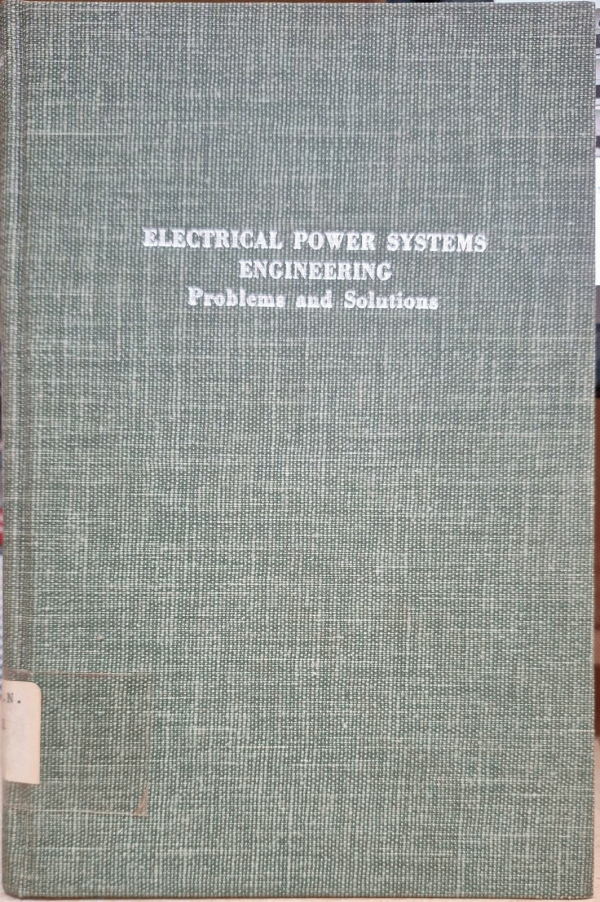 ELECTRICAL POWER SYSTEMS
ENGINEERING
Problems and Solutions
.N.